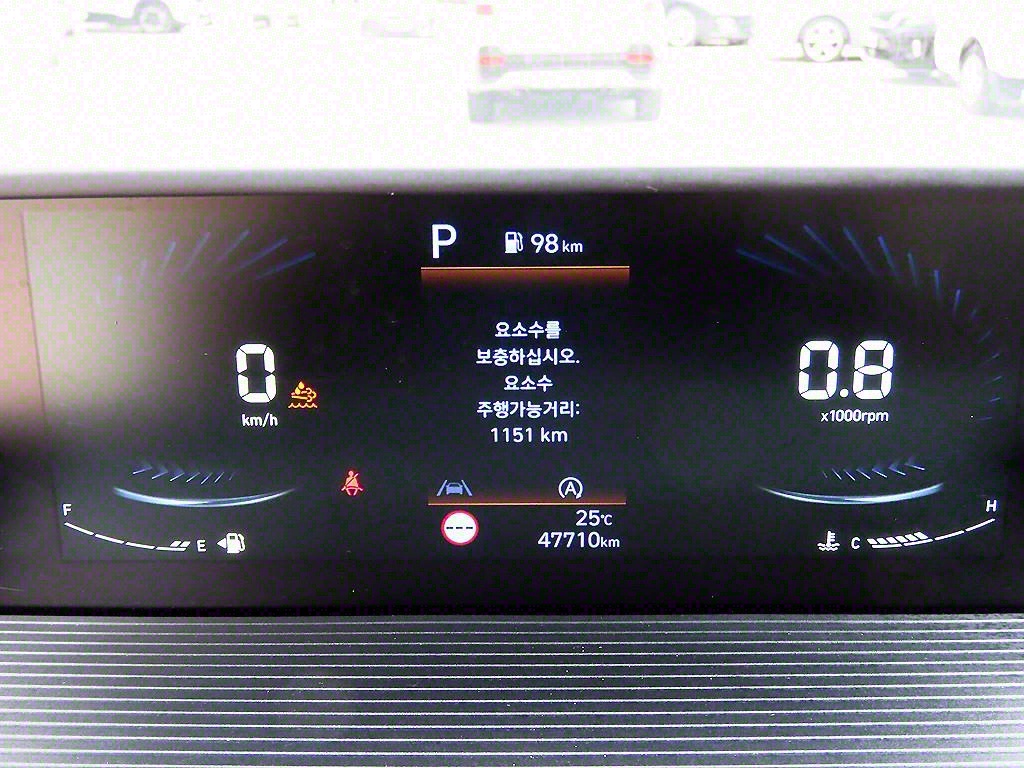 P 98 km
요소수를
보충하십시오.
요소수
주행가능거리:
1151 km
0
km/h
0.8
x1000rpm
A
F
E
25℃
47710km
H
C